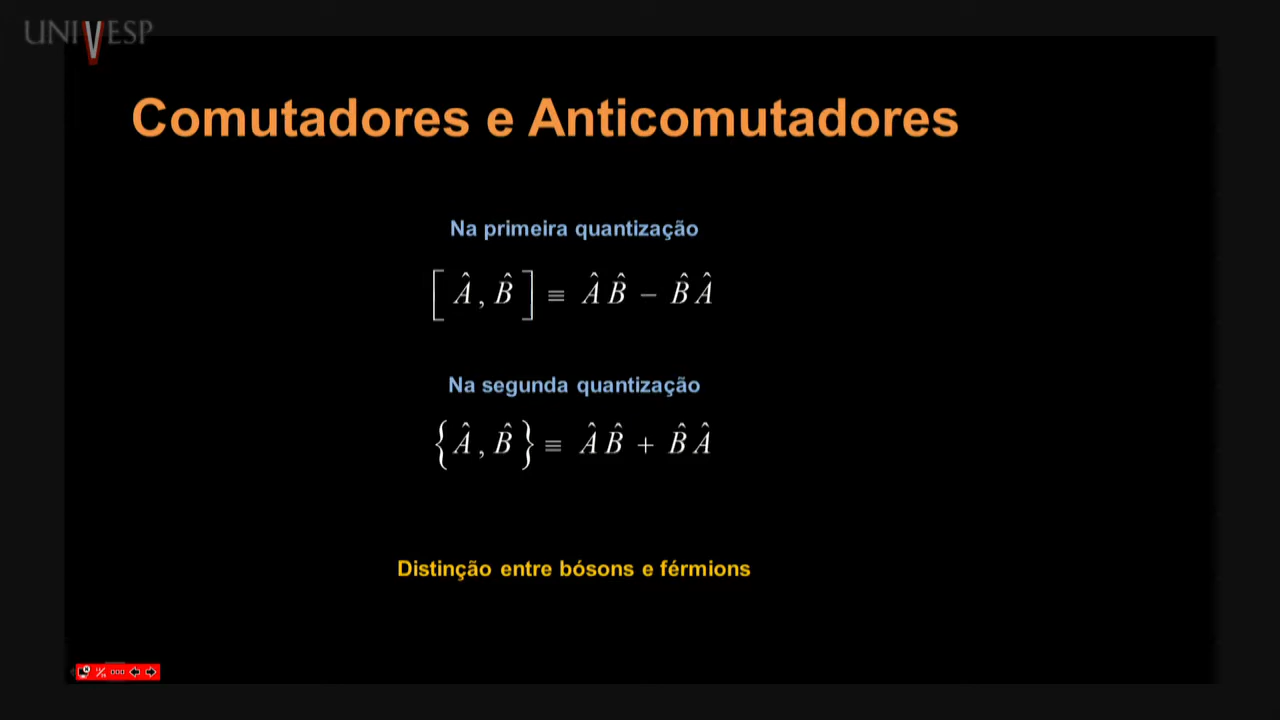 UNIVESP
Comutadores e Anticomutadores
Na primeira quantização
[ Â , B̂ ] ≡ Â B̂ − B̂ Â
Na segunda quantização
{ Â , B̂ } ≡ Â B̂ + B̂ Â
Distinção entre bósons e férmions